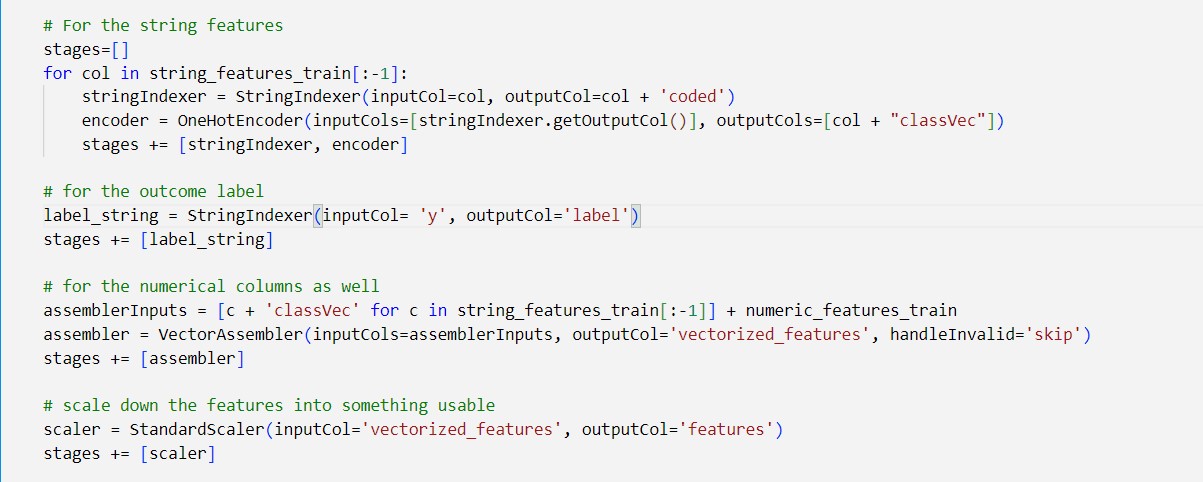 # For the string features
stages=[]
for col in string_features_train[:-1]:
    stringIndexer = StringIndexer(inputCol=col, outputCol=col + 'coded')
    encoder = OneHotEncoder(inputCols=[stringIndexer.getOutputCol()], outputCols=[col + "classVec"])
    stages += [stringIndexer, encoder]

# for the outcome label
label_string = StringIndexer(inputCol= 'y', outputCol='label')
stages += [label_string]

# for the numerical columns as well
assemblerInputs = [c + 'classVec' for c in string_features_train[:-1]] + numeric_features_train
assembler = VectorAssembler(inputCols=assemblerInputs, outputCol='vectorized_features', handleInvalid='skip')
stages += [assembler]

# scale down the features into something usable
scaler = StandardScaler(inputCol='vectorized_features', outputCol='features')
stages += [scaler]